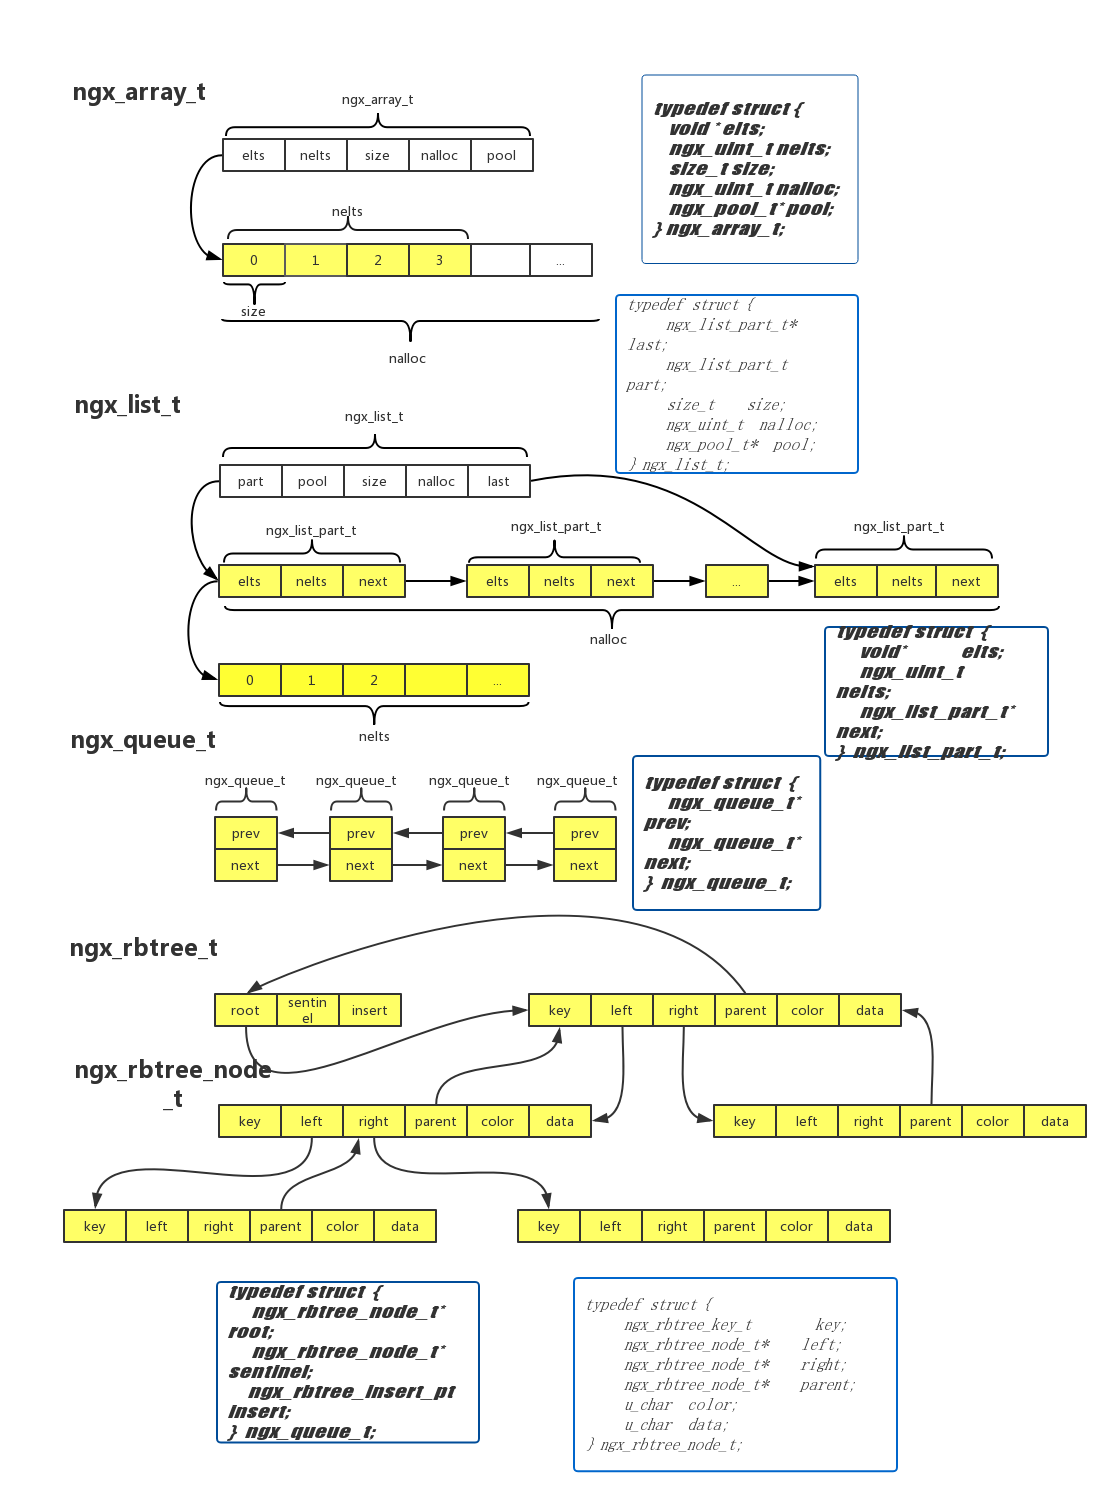 ngx_array_t
ngx_array_t
elts nelts size nalloc pool
nelts
0 1 2 3 ...
size
nalloc
typedef struct {
void * elts;
ngx_uint_t nelts;
size_t size;
ngx_uint_t nalloc;
ngx_pool_t* pool;
} ngx_array_t;
typedef struct {
ngx_list_part_t*
last;
ngx_list_part_t
part;
size_t size;
ngx_uint_t nalloc;
ngx_pool_t* pool;
} ngx_list_t;
ngx_list_t
ngx_list_t
part pool size nalloc last
ngx_list_part_t ngx_list_part_t ngx_list_part_t
elts nelts next elts nelts next ... elts nelts next
nalloc
0 1 2 ...
nelts
typedef struct {
void* elts;
ngx_uint_t
nelts;
ngx_list_part_t*
next;
} ngx_list_part_t;
ngx_queue_t
ngx_queue_t ngx_queue_t ngx_queue_t ngx_queue_t
prev prev prev prev
next next next next
typedef struct {
ngx_queue_t*
prev;
ngx_queue_t*
next;
} ngx_queue_t;
ngx_rbtree_t
root sentin
el insert
key left right parent color data
ngx_rbtree_node
_t
key left right parent color data
key left right parent color data
key left right parent color data
key left right parent color data
typedef struct {
ngx_rbtree_node_t*
root;
ngx_rbtree_node_t*
sentinel;
ngx_rbtree_insert_pt
insert;
} ngx_queue_t;
typedef struct {
ngx_rbtree_key_t key;
ngx_rbtree_node_t* left;
ngx_rbtree_node_t* right;
ngx_rbtree_node_t* parent;
u_char color;
u_char data;
} ngx_rbtree_node_t;